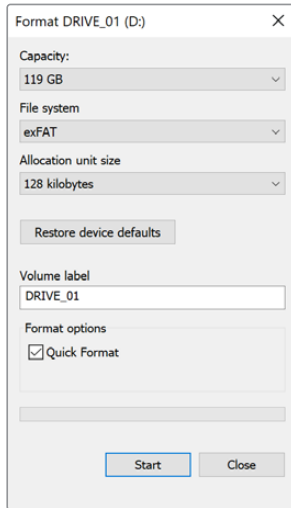 Format DRIVE_01 (D:)
Capacity:
119 GB
File system
exFAT
Allocation unit size
128 kilobytes
Restore device defaults
Volume label
DRIVE_01
Format options
Quick Format
Start Close